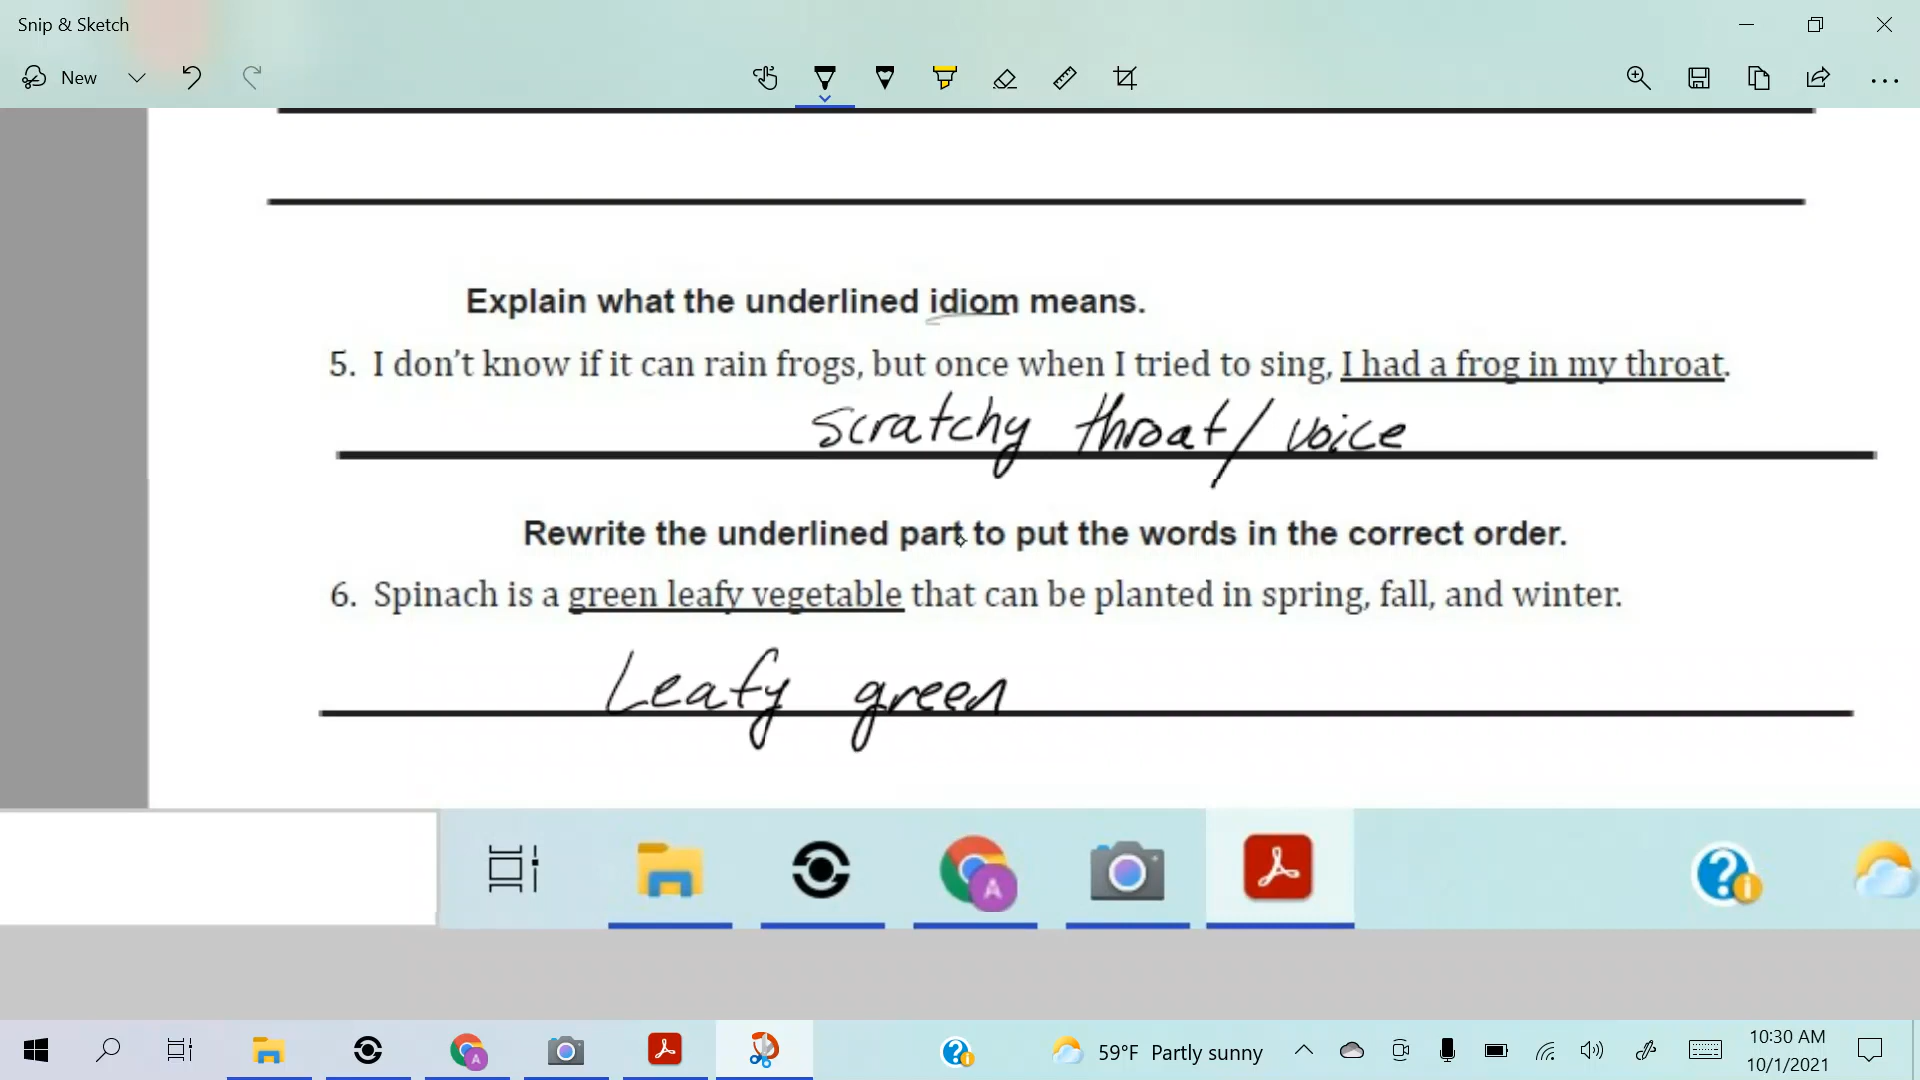 Snip & Sketch
New
Explain what the underlined idiom means.
5. I don't know if it can rain frogs, but once when I tried to sing, I had a frog in my throat.
scratchy throat/voice
Rewrite the underlined part to put the words in the correct order.
6. Spinach is a green leafy vegetable that can be planted in spring, fall, and winter.
Leafy green
A
A
59°F Partly sunny
10:30 AM
10/1/2021